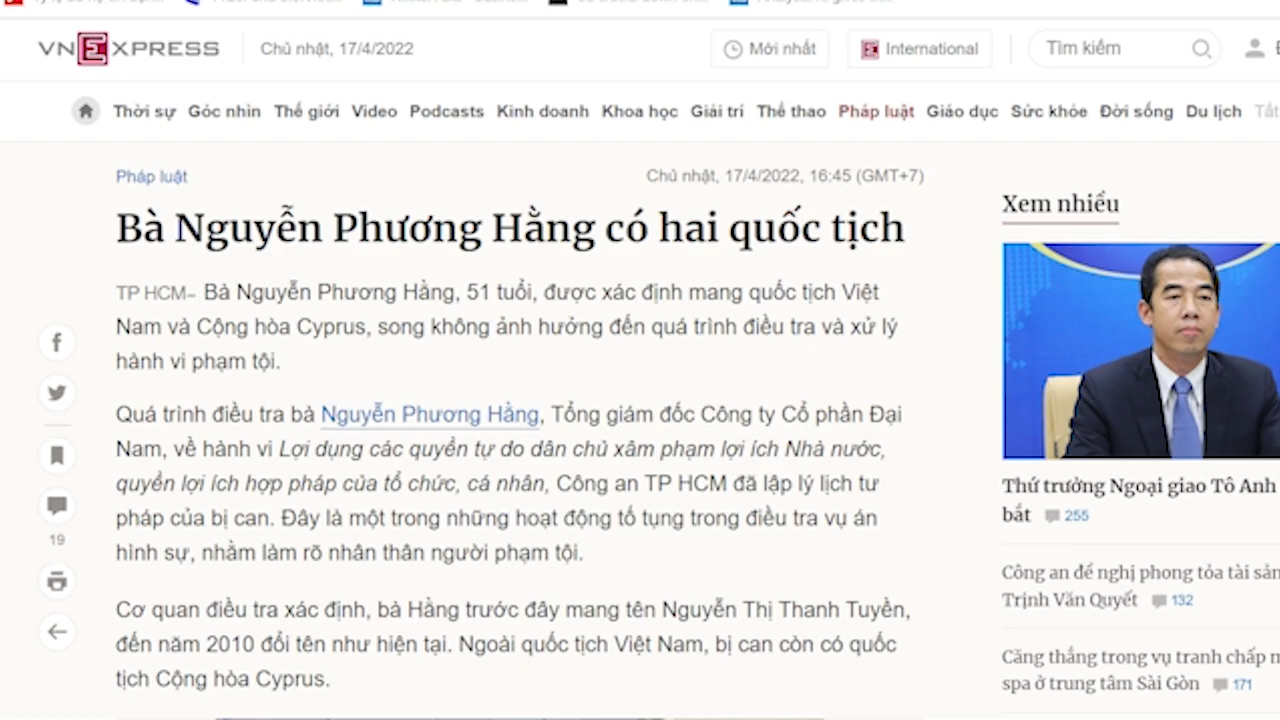 VNEXPRESS
Chủ nhật, 17/4/2022
Mới nhất
International
Tìm kiếm
Thời sự Góc nhìn Thế giới Video Podcasts Kinh doanh Khoa học Giải trí Thể thao Pháp luật Giáo dục Sức khỏe Đời sống Du lịch
Pháp luật
Chủ nhật, 17/4/2022, 16:45 (GMT+7)
Bà Nguyễn Phương Hằng có hai quốc tịch
TP HCM– Bà Nguyễn Phương Hằng, 51 tuổi, được xác định mang quốc tịch Việt
Nam và Cộng hòa Cyprus, song không ảnh hưởng đến quá trình điều tra và xử lý
hành vi phạm tội.
Quá trình điều tra bà Nguyễn Phương Hằng, Tổng giám đốc Công ty Cổ phần Đại
Nam, về hành vi Lợi dụng các quyền tự do dân chủ xâm phạm lợi ích Nhà nước,
quyền lợi ích hợp pháp của tổ chức, cá nhân, Công an TP HCM đã lập lý lịch tư
pháp của bị can. Đây là một trong những hoạt động tố tụng trong điều tra vụ án
hình sự, nhằm làm rõ nhân thân người phạm tội.
Cơ quan điều tra xác định, bà Hằng trước đây mang tên Nguyễn Thị Thanh Tuyền,
đến năm 2010 đổi tên như hiện tại. Ngoài quốc tịch Việt Nam, bị can còn có quốc
tịch Cộng hòa Cyprus.
19
Xem nhiều
Thứ trưởng Ngoại giao Tô Anh
bắt 255
Công an đề nghị phong tỏa tài sản
Trịnh Văn Quyết 132
Căng thẳng trong vụ tranh chấp
spa ở trung tâm Sài Gòn 171